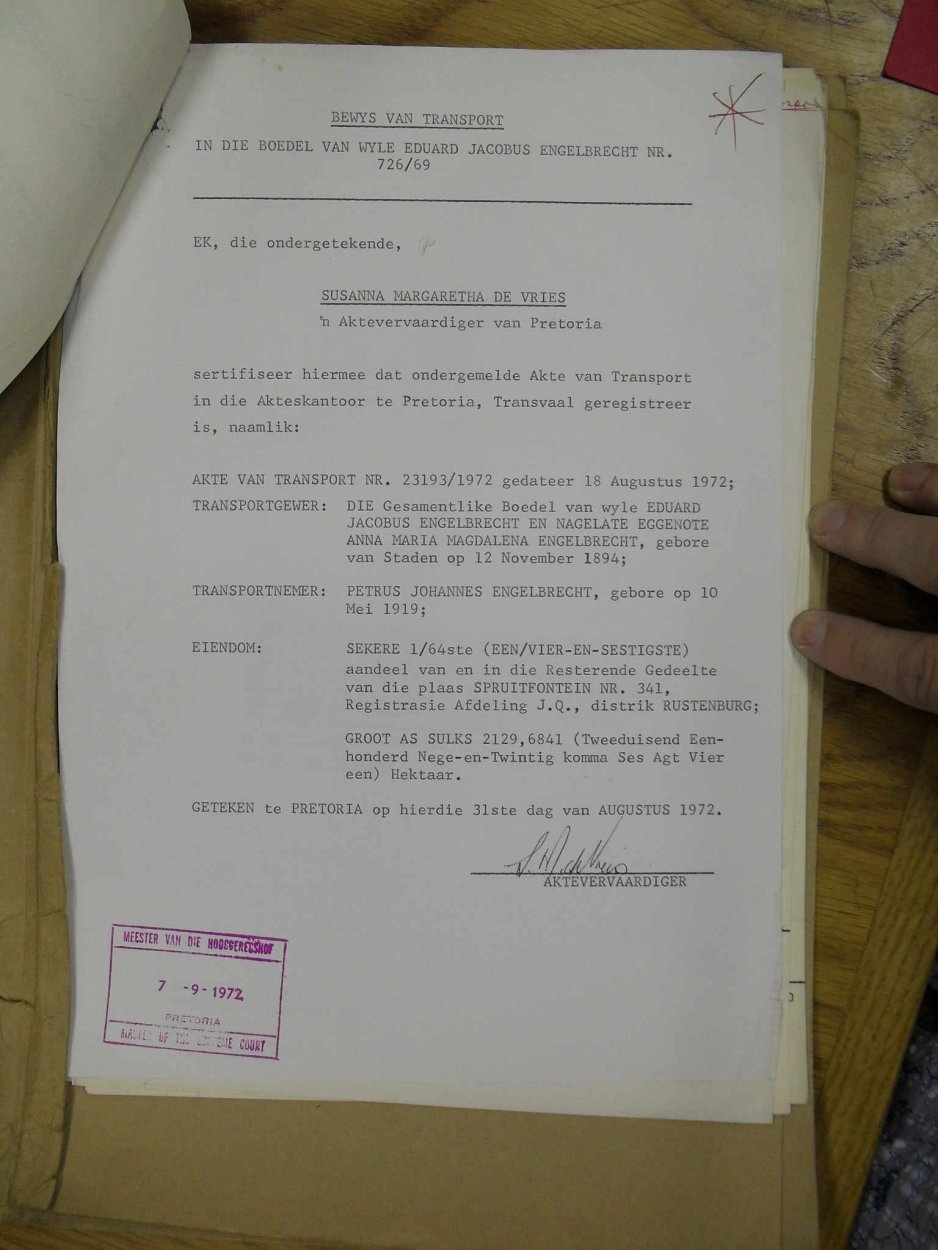 BEWYS VAN TRANSPORT
IN DIE BOEDEL VAN WYLE EDUARD JACOBUS ENGELBRECHT NR.
726/69
EK, die ondergetekende,
SUSANNA MARGARETHA DE VRIES
'n Aktevervaardiger van Pretoria
sertifiseer hiermee dat ondergemelde Akte van Transport
in die Akteskantoor te Pretoria, Transvaal geregistreer
is, naamlik:
AKTE VAN TRANSPORT NR. 23193/1972 gedateer 18 Augustus 1972;
TRANSPORTGEWER: DIE Gesamentlike Boedel van wyle EDUARD
JACOBUS ENGELBRECHT EN NAGELATE EGGENOTE
ANNA MARIA MAGDALENA ENGELBRECHT, gebore
van Staden op 12 November 1894;
TRANSPORTNEMER: PETRUS JOHANNES ENGELBRECHT, gebore op 10
Mei 1919;
EIENDOM: SEKERE 1/64ste (EEN/VIER-EN-SESTIGSTE)
aandeel van en in die Resterende Gedeelte
van die plaas SPRUITFONTEIN NR. 341,
Registrasie Afdeling J.Q., distrik RUSTENBURG;
GROOT AS SULKS 2129,6841 (Tweeduisend Een-
honderd Nege-en-Twintig komma Ses Agt Vier
een) Hektaar.
GETEKEN te PRETORIA op hierdie 31ste dag van AUGUSTUS 1972.
S.M. de Vries
AKTEVERVAARDIGER
MEESTER VAN DIE HOOGGEREGSHOF
7 -9- 1972
PRETORIA
MASTER OF THE SUPREME COURT